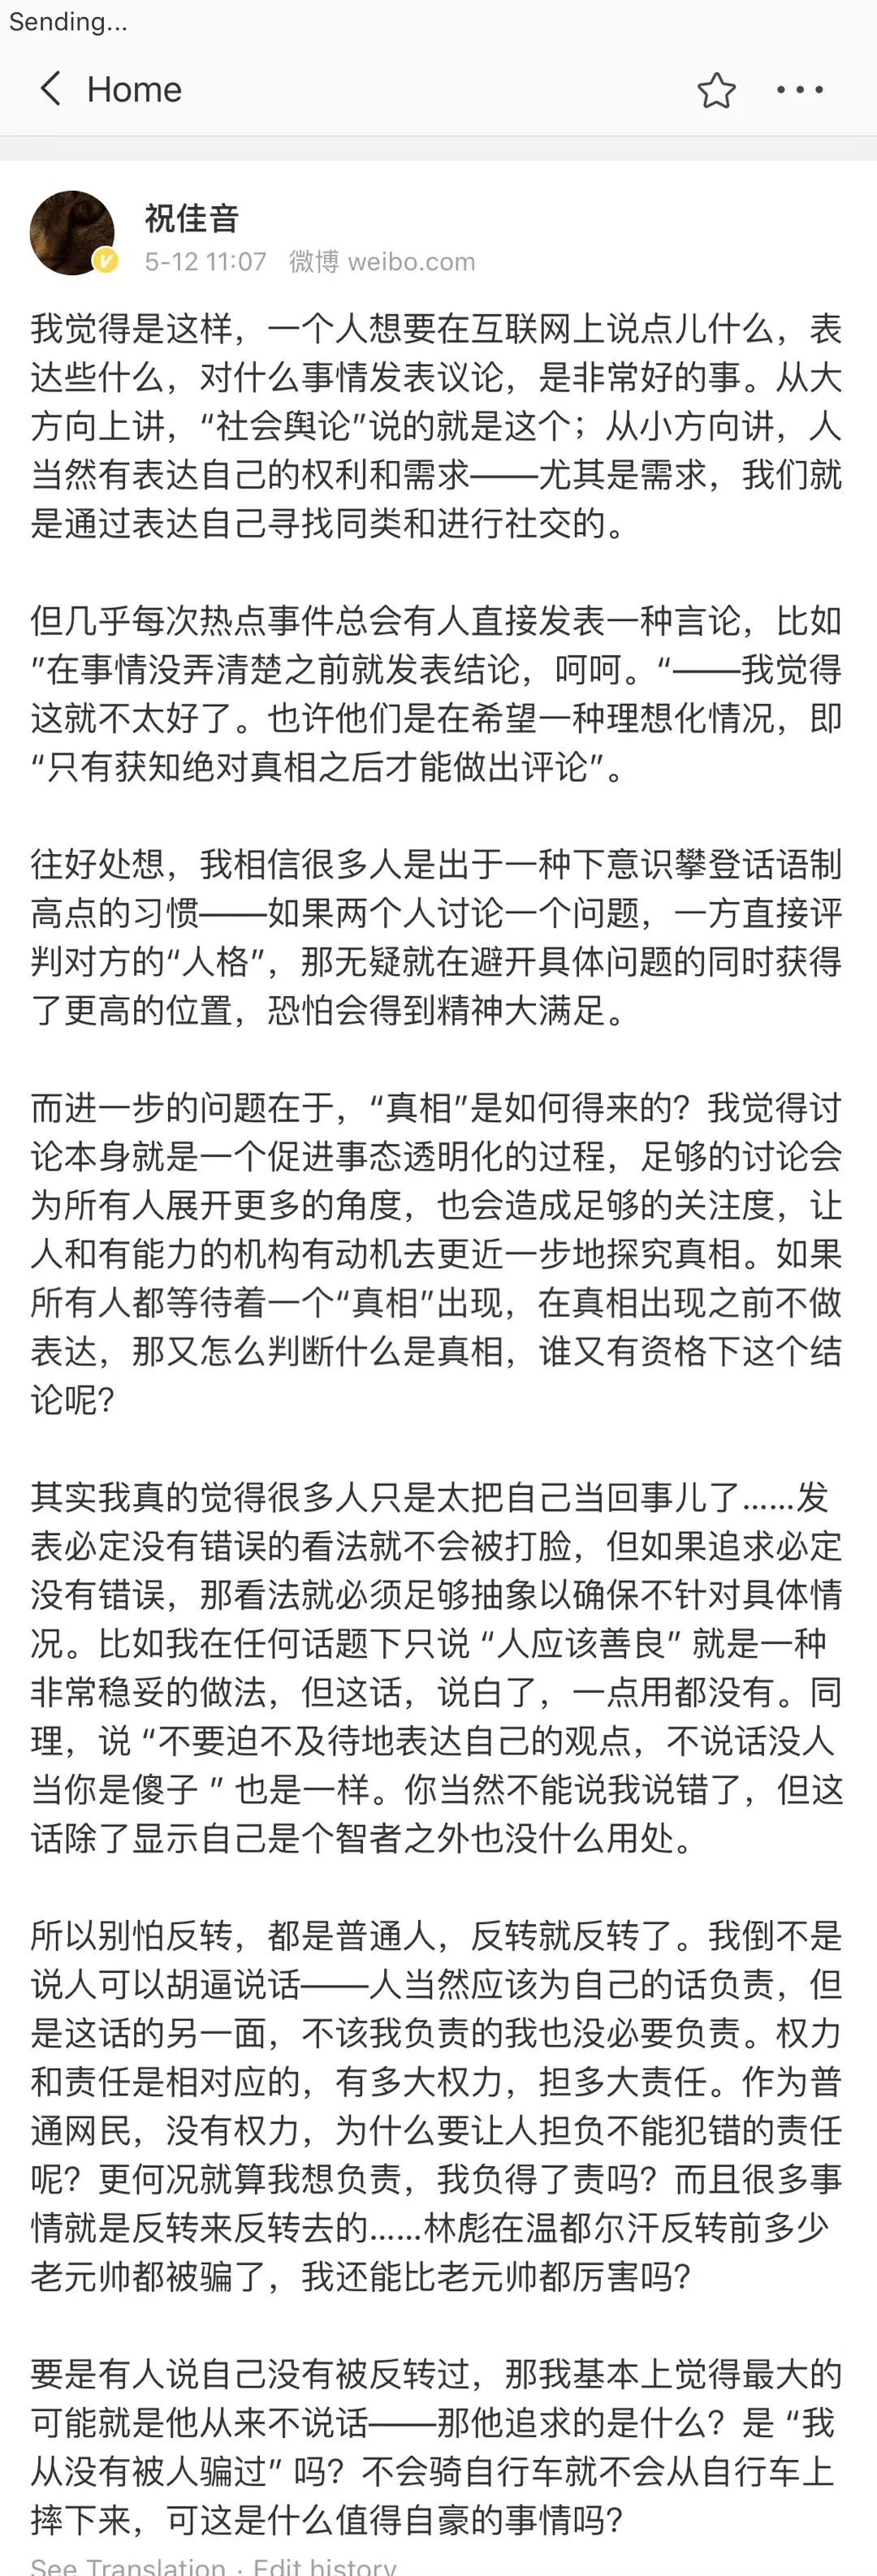 Sending...
Home
祝佳音
5-12 11:07 微博 weibo.com
我觉得是这样，一个人想要在互联网上说点儿什么，表
达些什么，对什么事情发表议论，是非常好的事。从大
方向上讲，“社会舆论”说的就是这个；从小方向讲，人
当然有表达自己的权利和需求——尤其是需求，我们就
是通过表达自己寻找同类和进行社交的。
但几乎每次热点事件总会有人直接发表一种言论，比如
”在事情没弄清楚之前就发表结论，呵呵。“——我觉得
这就不太好了。也许他们是在希望一种理想化情况，即
“只有获知绝对真相之后才能做出评论”。
往好处想，我相信很多人是出于一种下意识攀登话语制
高点的习惯——如果两个人讨论一个问题，一方直接评
判对方的“人格”，那无疑就在避开具体问题的同时获得
了更高的位置，恐怕会得到精神大满足。
而进一步的问题在于，“真相”是如何得来的？我觉得讨
论本身就是一个促进事态透明化的过程，足够的讨论会
为所有人展开更多的角度，也会造成足够的关注度，让
人和有能力的机构有动机去更近一步地探究真相。如果
所有人都等待着一个“真相”出现，在真相出现之前不做
表达，那又怎么判断什么是真相，谁又有资格下这个结
论呢？
其实我真的觉得很多人只是太把自己当回事儿了……发
表必定没有错误的看法就不会被打脸，但如果追求必定
没有错误，那看法就必须足够抽象以确保不针对具体情
况。比如我在任何话题下只说 “人应该善良” 就是一种
非常稳妥的做法，但这话，说白了，一点用都没有。同
理，说 “不要迫不及待地表达自己的观点，不说话没人
当你是傻子 ” 也是一样。你当然不能说我说错了，但这
话除了显示自己是个智者之外也没什么用处。
所以别怕反转，都是普通人，反转就反转了。我倒不是
说人可以胡逼说话——人当然应该为自己的话负责，但
是这话的另一面，不该我负责的我也没必要负责。权力
和责任是相对应的，有多大权力，担多大责任。作为普
通网民，没有权力，为什么要让人担负不能犯错的责任
呢？更何况就算我想负责，我负得了责吗？而且很多事
情就是反转来反转去的……林彪在温都尔汗反转前多少
老元帅都被骗了，我还能比老元帅都厉害吗？
要是有人说自己没有被反转过，那我基本上觉得最大的
可能就是他从来不说话——那他追求的是什么？是 “我
从没有被人骗过” 吗？不会骑自行车就不会从自行车上
摔下来，可这是什么值得自豪的事情吗？
See Translation · Edit history